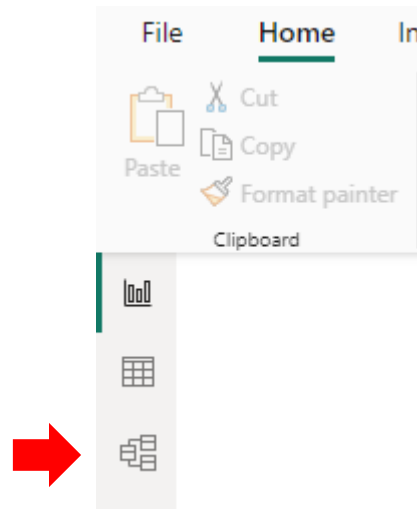 File Home In
Cut
Copy
Paste
Format painter
Clipboard